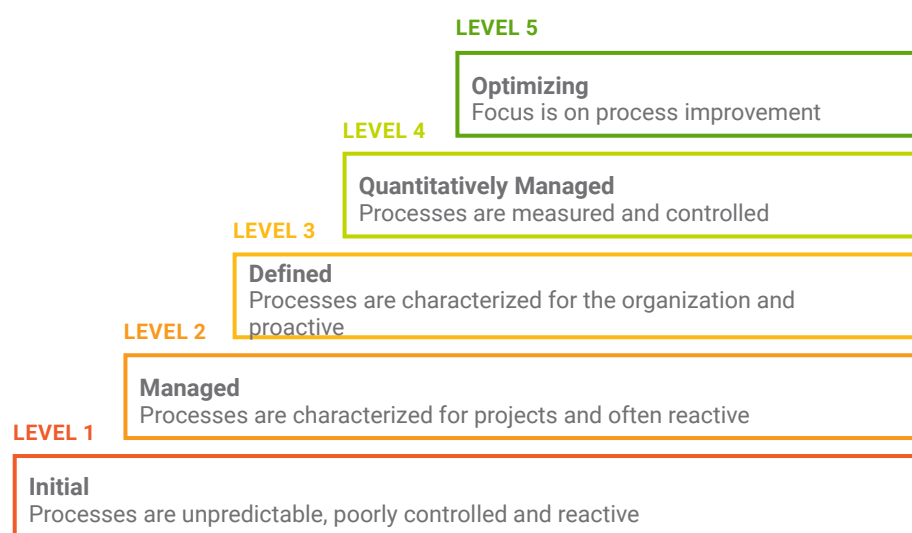 LEVEL 5
Optimizing
Focus is on process improvement
LEVEL 4
Quantitatively Managed
Processes are measured and controlled
LEVEL 3
Defined
Processes are characterized for the organization and
proactive
LEVEL 2
Managed
Processes are characterized for projects and often reactive
LEVEL 1
Initial
Processes are unpredictable, poorly controlled and reactive